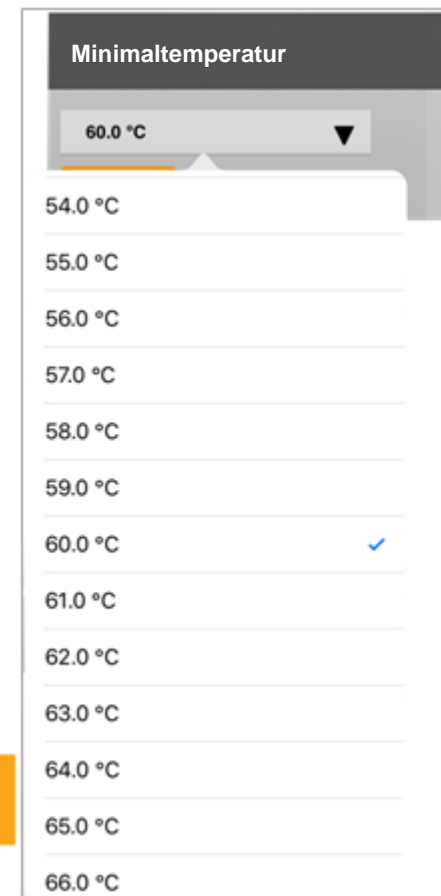 Minimaltemperatur
60.0 °C
54.0 °C
55.0 °C
56.0 °C
57.0 °C
58.0 °C
59.0 °C
60.0 °C
61.0 °C
62.0 °C
63.0 °C
64.0 °C
65.0 °C
66.0 °C